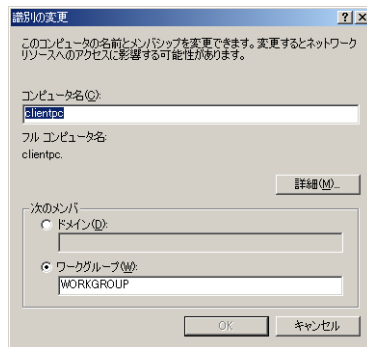 識別の変更
このコンピュータの名前とメンバシップを変更できます。変更するとネットワーク
リソースへのアクセスに影響する可能性があります。
コンピュータ名(C):
clientpc
フル コンピュータ名:
clientpc.
詳細(M)...
次のメンバ
ドメイン(D):
ワークグループ(W):
WORKGROUP
OK キャンセル